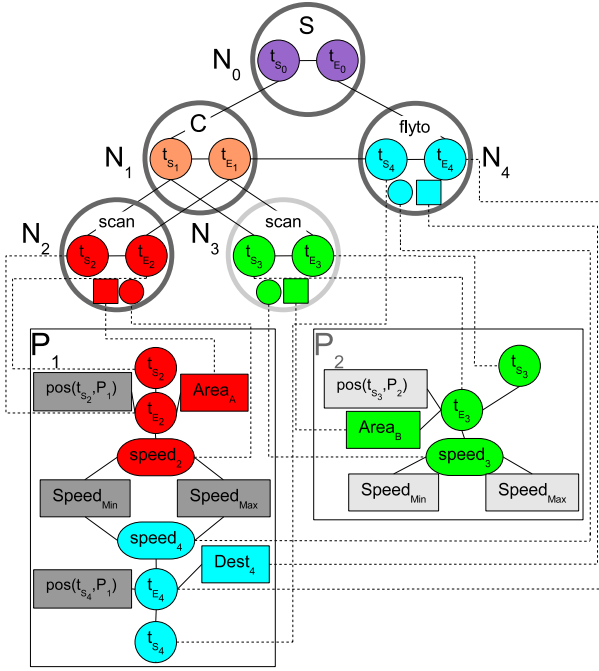 S
N0
tS0 tE0
C flyto
N1 tS1 tE1 tS4 tE4 N4
scan scan
N2 N3
tS2 tE2 tS3 tE3
P1 P2
tS2 tS3
pos(tS2,P1) AreaA pos(tS3,P2)
tE2 tE3
AreaB
speed2 speed3
SpeedMin SpeedMax SpeedMin SpeedMax
speed4
Dest4
pos(tS4,P1) tE4
tS4